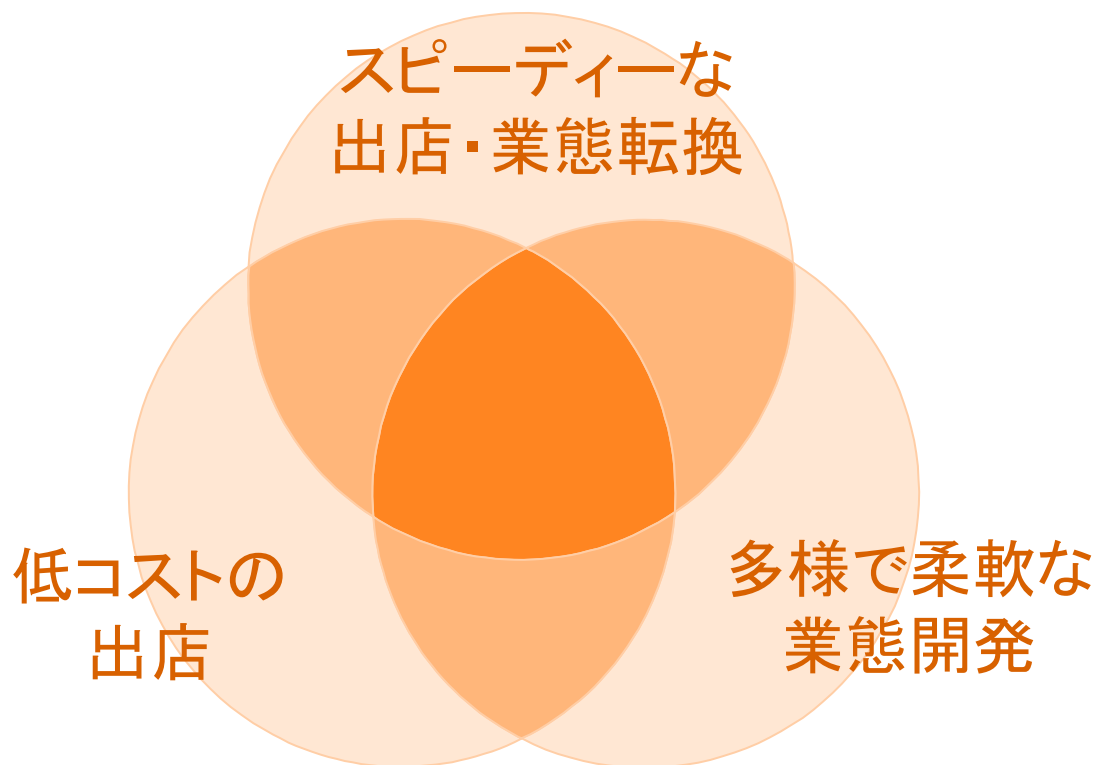 スピーディーな
出店・業態転換
低コストの
出店
多様で柔軟な
業態開発